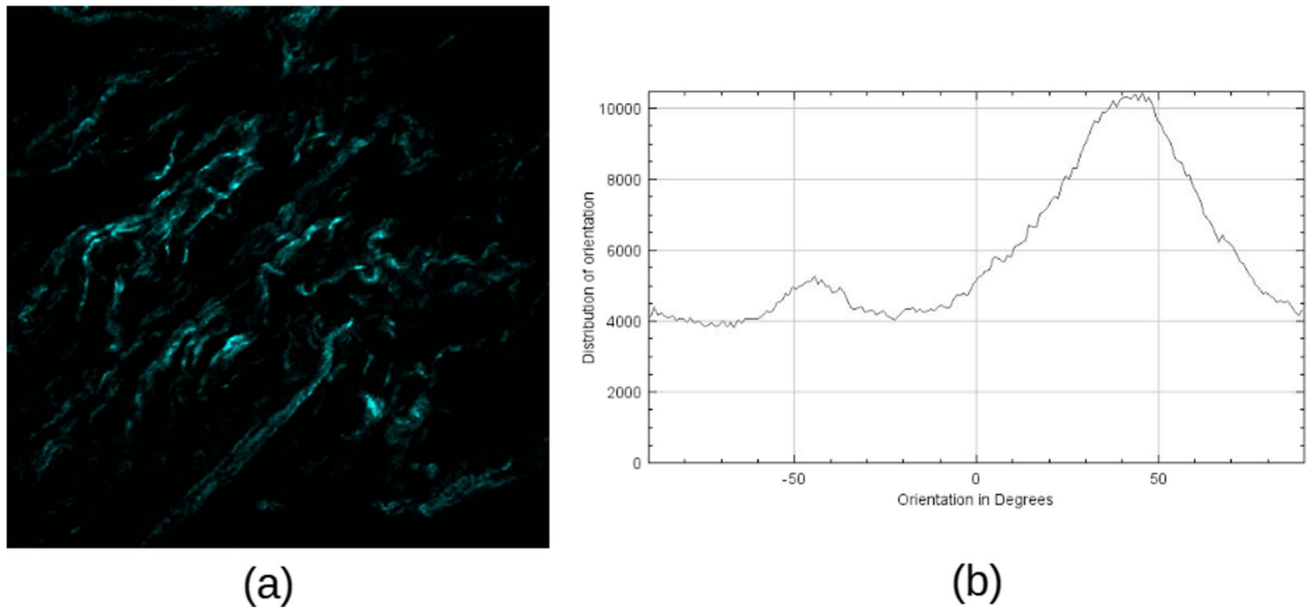 10000
8000
6000
4000
2000
0
Distribution of orientation
-50
0
50
Orientation in Degrees
(a)
(b)